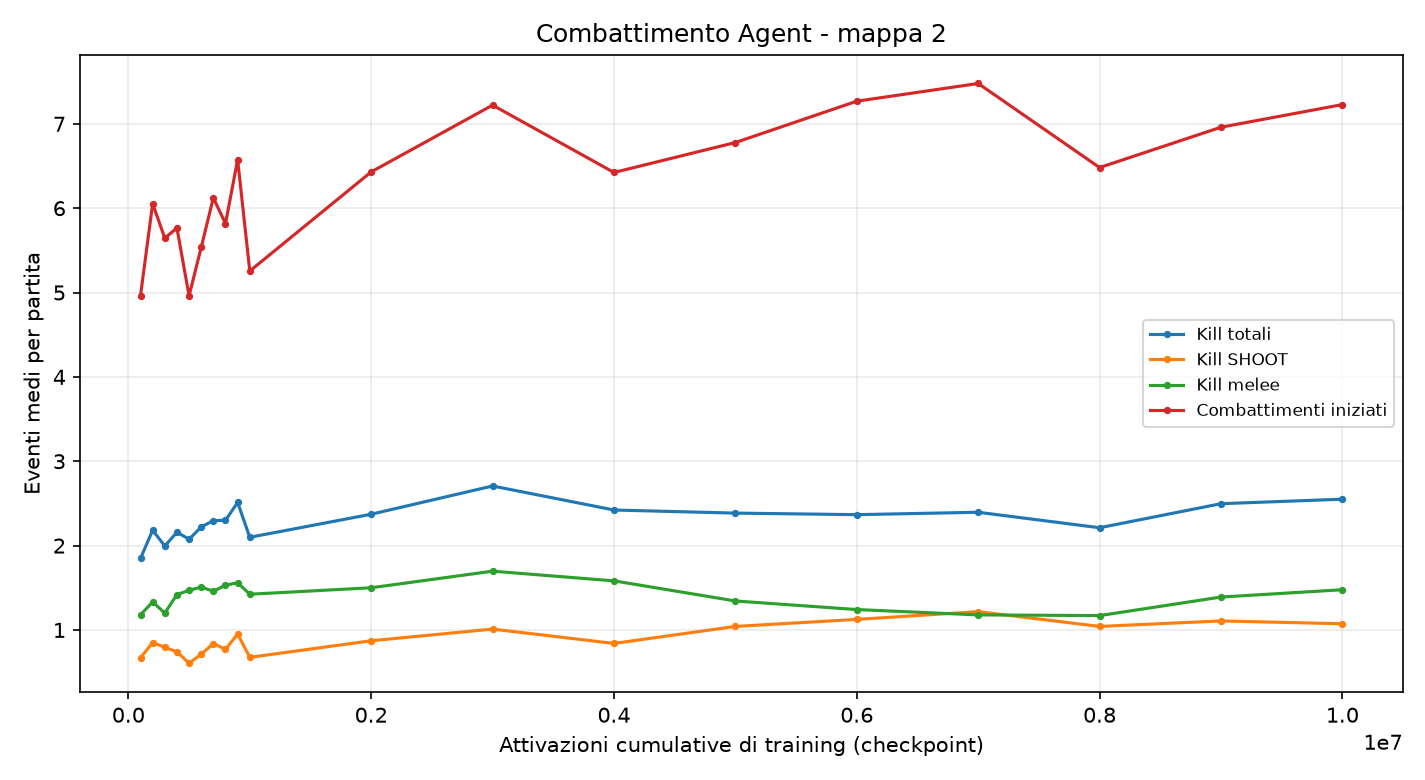 Combattimento Agent - mappa 2
Eventi medi per partita
7
6
5
4
3
2
1
Kill totali
Kill SHOOT
Kill melee
Combattimenti iniziati
0.0 0.2 0.4 0.6 0.8 1.0
1e7
Attivazioni cumulative di training (checkpoint)